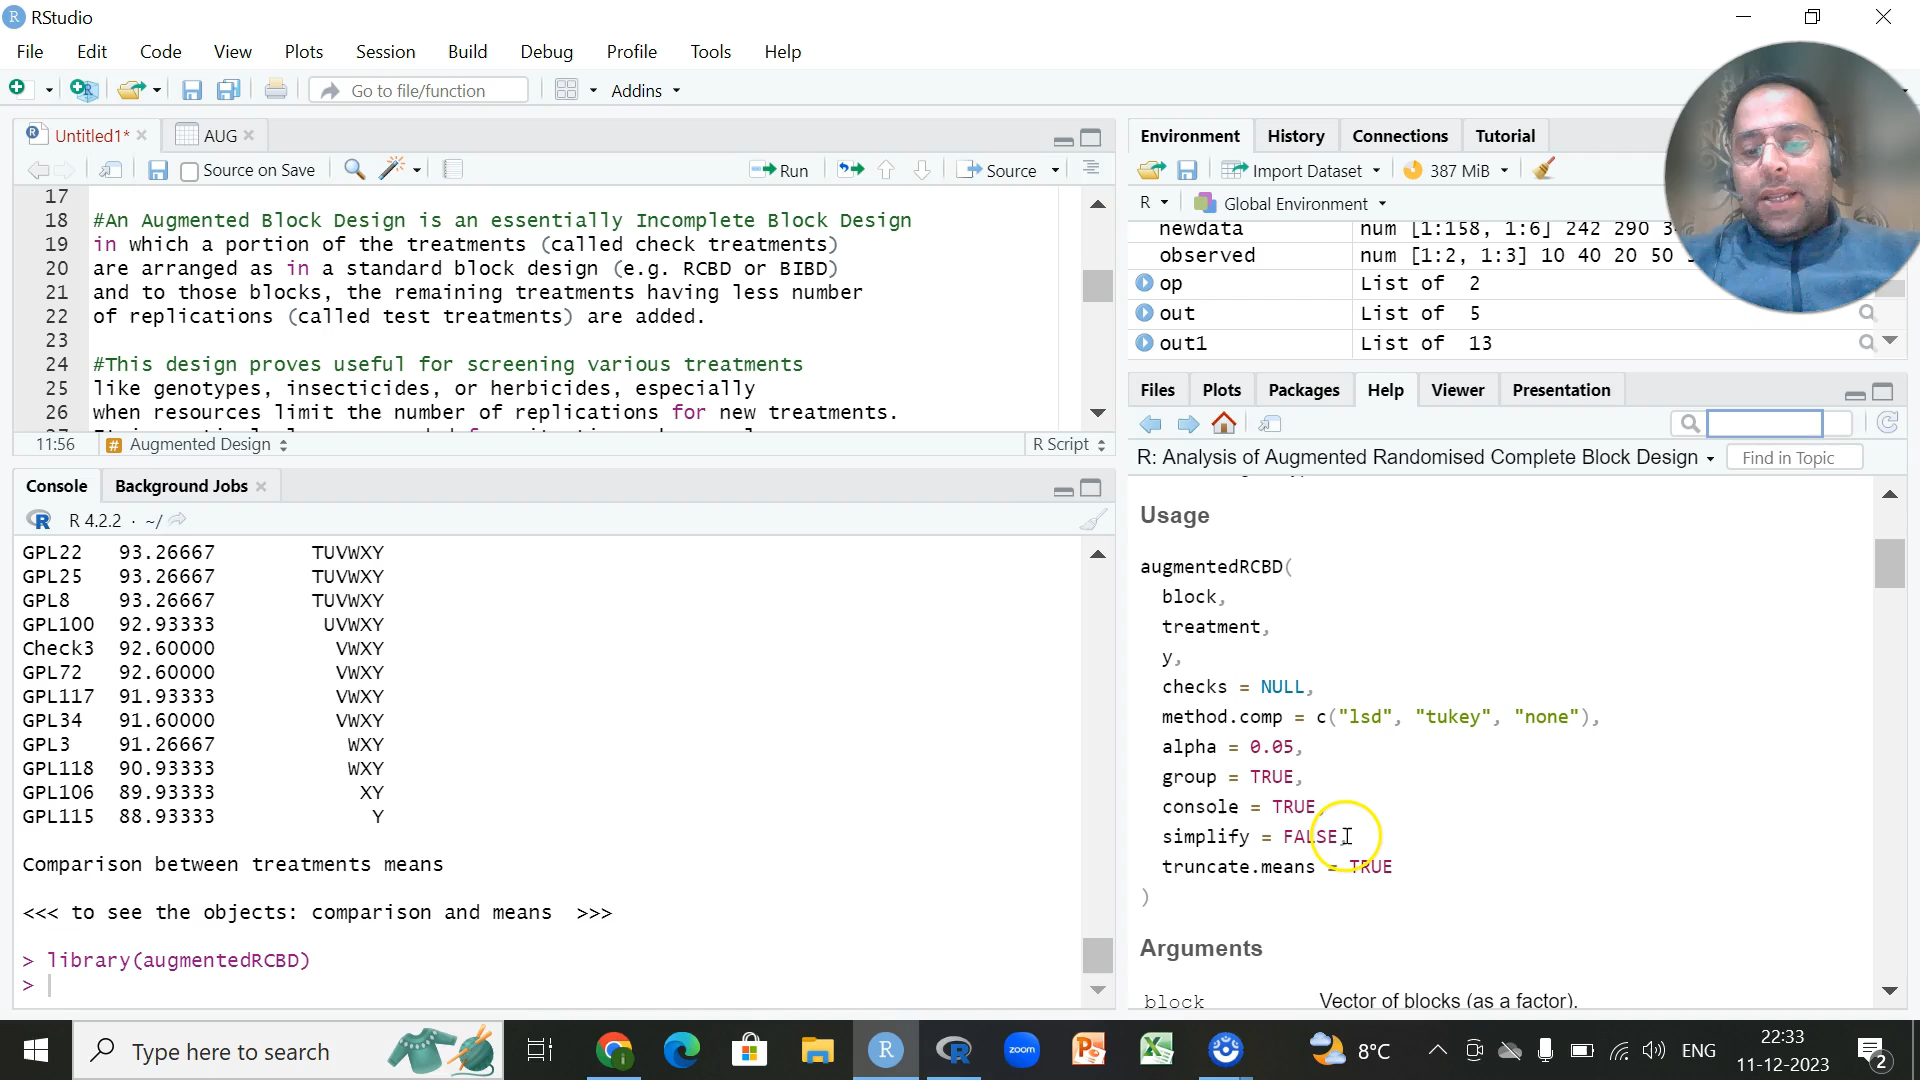 RStudio
File Edit Code View Plots Session Build Debug Profile Tools Help
Go to file/function Addins
Untitled1* AUG
Source on Save Run Source
17
18 #An Augmented Block Design is an essentially Incomplete Block Design
19 in which a portion of the treatments (called check treatments)
20 are arranged as in a standard block design (e.g. RCBD or BIBD)
21 and to those blocks, the remaining treatments having less number
22 of replications (called test treatments) are added.
23
24 #This design proves useful for screening various treatments
25 like genotypes, insecticides, or herbicides, especially
26 when resources limit the number of replications for new treatments.
11:56 # Augmented Design R Script
Console Background Jobs
R 4.2.2 · ~/
GPL22 93.26667 TUVWXY
GPL25 93.26667 TUVWXY
GPL8 93.26667 TUVWXY
GPL100 92.93333 UVWXY
Check3 92.60000 VWXY
GPL72 92.60000 VWXY
GPL117 91.93333 VWXY
GPL34 91.60000 VWXY
GPL3 91.26667 WXY
GPL118 90.93333 WXY
GPL106 89.93333 XY
GPL115 88.93333 Y
Comparison between treatments means
<<< to see the objects: comparison and means >>>
> library(augmentedRCBD)
>
Environment History Connections Tutorial
Import Dataset 387 MiB
R Global Environment
newdata num [1:158, 1:6] 242 290
observed num [1:2, 1:3] 10 40 20 50
op List of 2
out List of 5
out1 List of 13
Files Plots Packages Help Viewer Presentation
R: Analysis of Augmented Randomised Complete Block Design Find in Topic
Usage
augmentedRCBD(
block,
treatment,
y,
checks = NULL,
method.comp = c("lsd", "tukey", "none"),
alpha = 0.05,
group = TRUE,
console = TRUE,
simplify = FALSE,
truncate.means = TRUE
)
Arguments
block Vector of blocks (as a factor).
Type here to search
zoom
8°C
ENG
22:33
11-12-2023
2